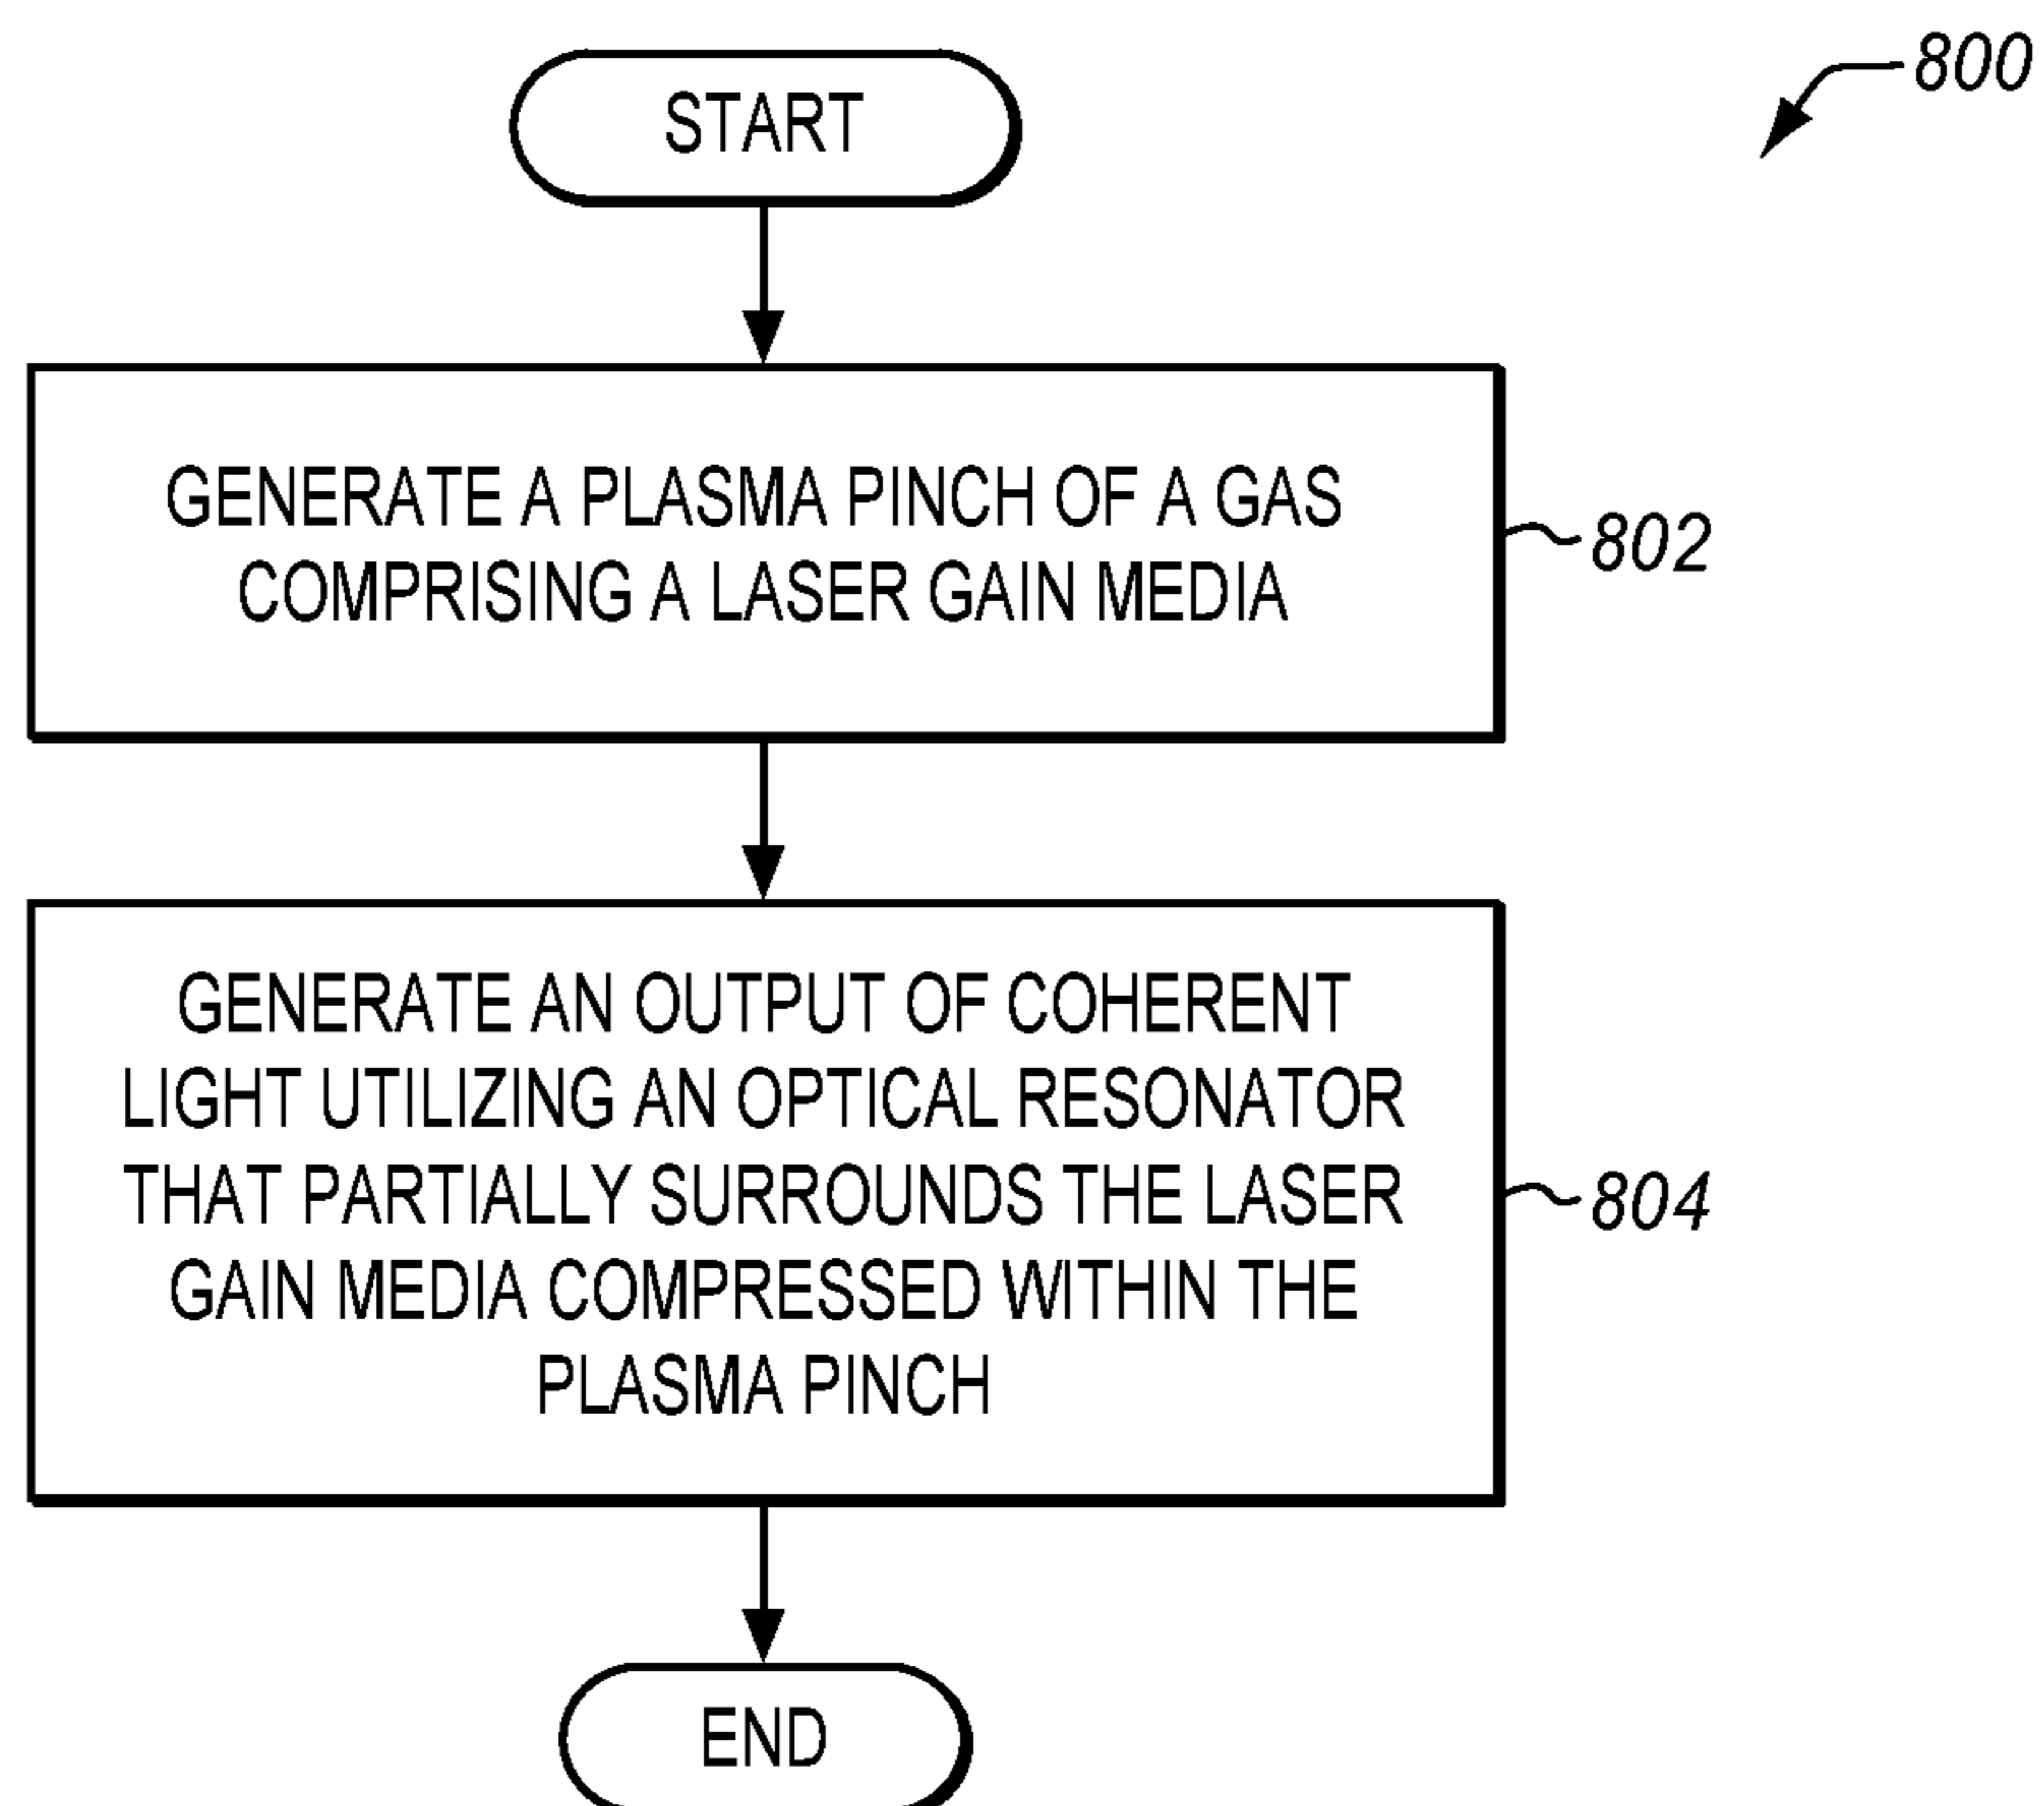 START
800
GENERATE A PLASMA PINCH OF A GAS
COMPRISING A LASER GAIN MEDIA
802
GENERATE AN OUTPUT OF COHERENT
LIGHT UTILIZING AN OPTICAL RESONATOR
THAT PARTIALLY SURROUNDS THE LASER
GAIN MEDIA COMPRESSED WITHIN THE
PLASMA PINCH
804
END